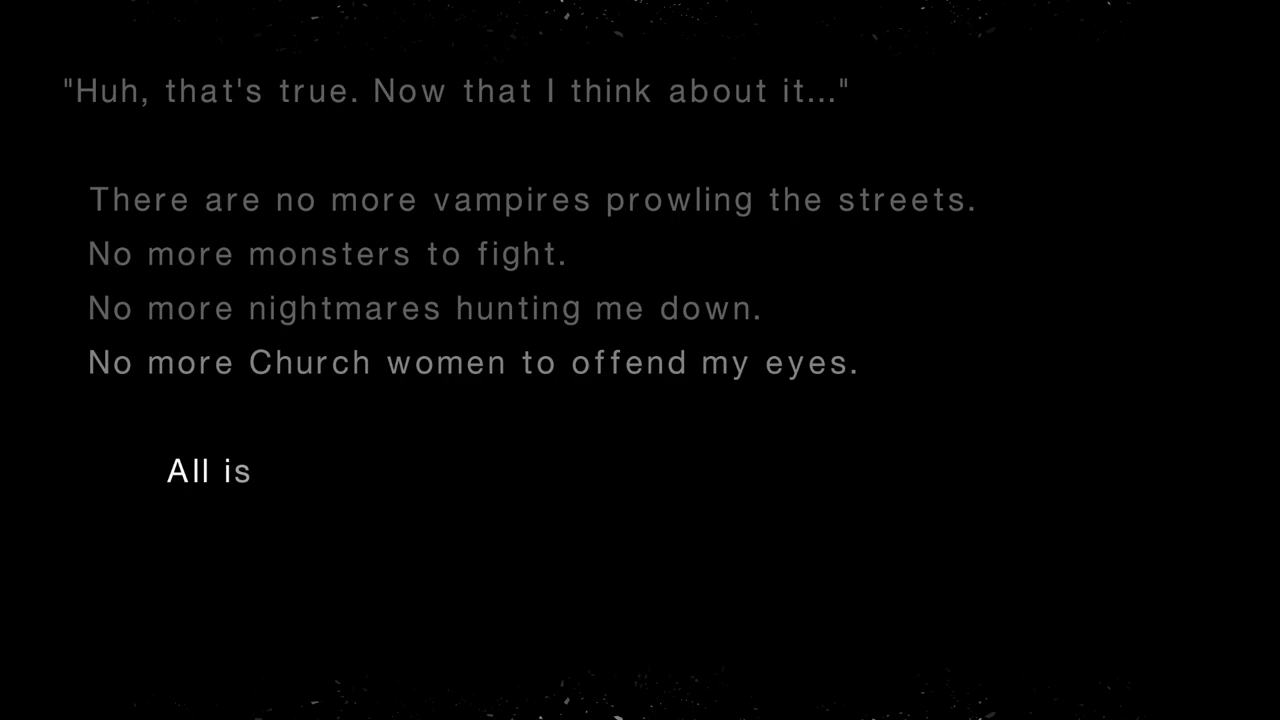 "Huh, that's true. Now that I think about it..."
There are no more vampires prowling the streets.
No more monsters to fight.
No more nightmares hunting me down.
No more Church women to offend my eyes.
All is